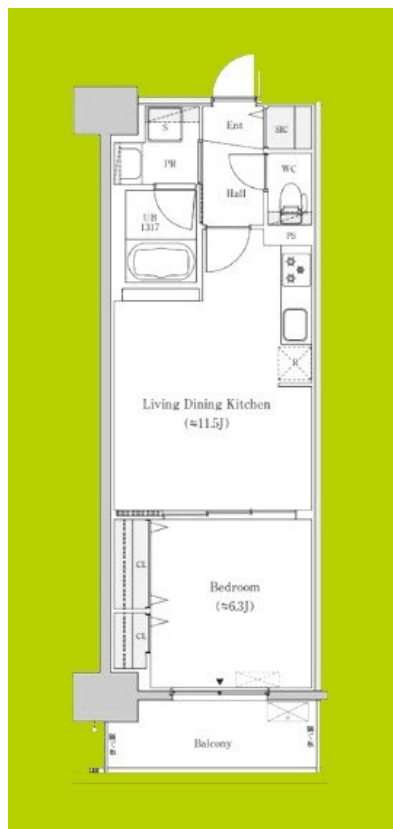 S
Ent
SIC
PR
WC
Hall
UB
1317
PS
R
Living Dining Kitchen
(≒11.5J)
CL
Bedroom
(≒6.3J)
CL
Balcony